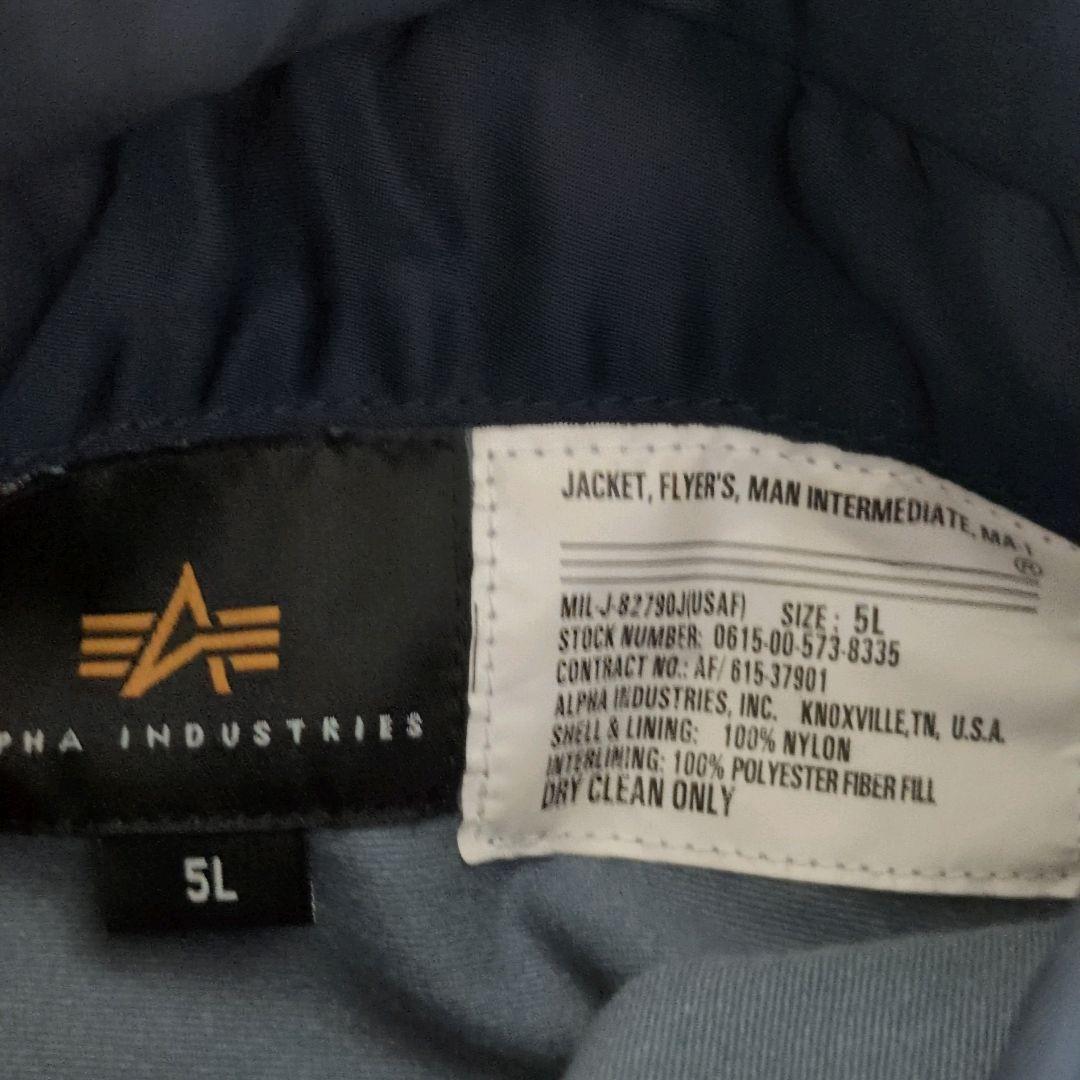 PHA INDUSTRIES
5L
JACKET, FLYER'S, MAN INTERMEDIATE, MA-1
®
MIL-J-82790J(USAF) SIZE: 5L
STOCK NUMBER: 0615-00-573-8335
CONTRACT NO.: AF/ 615-37901
ALPHA INDUSTRIES, INC. KNOXVILLE,TN, U.S.A.
SHELL & LINING: 100% NYLON
INTERLINING: 100% POLYESTER FIBER FILL
DRY CLEAN ONLY